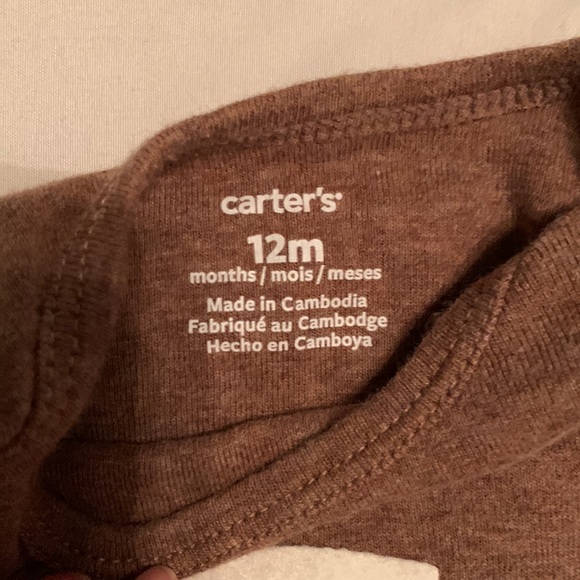 carter's
12m
months / mois / meses
Made in Cambodia
Fabriqué au Cambodge
Hecho en Camboya